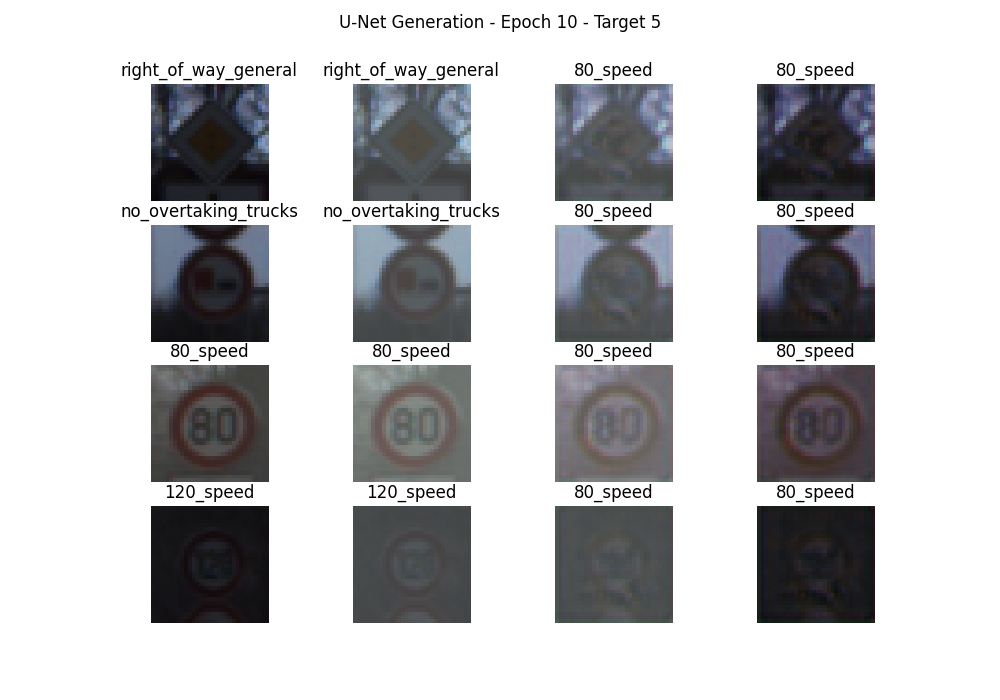 U-Net Generation - Epoch 10 - Target 5
right_of_way_general right_of_way_general 80_speed 80_speed
no_overtaking_trucks no_overtaking_trucks 80_speed 80_speed
80_speed 80_speed 80_speed 80_speed
80 80 80 80
120_speed 120_speed 80_speed 80_speed